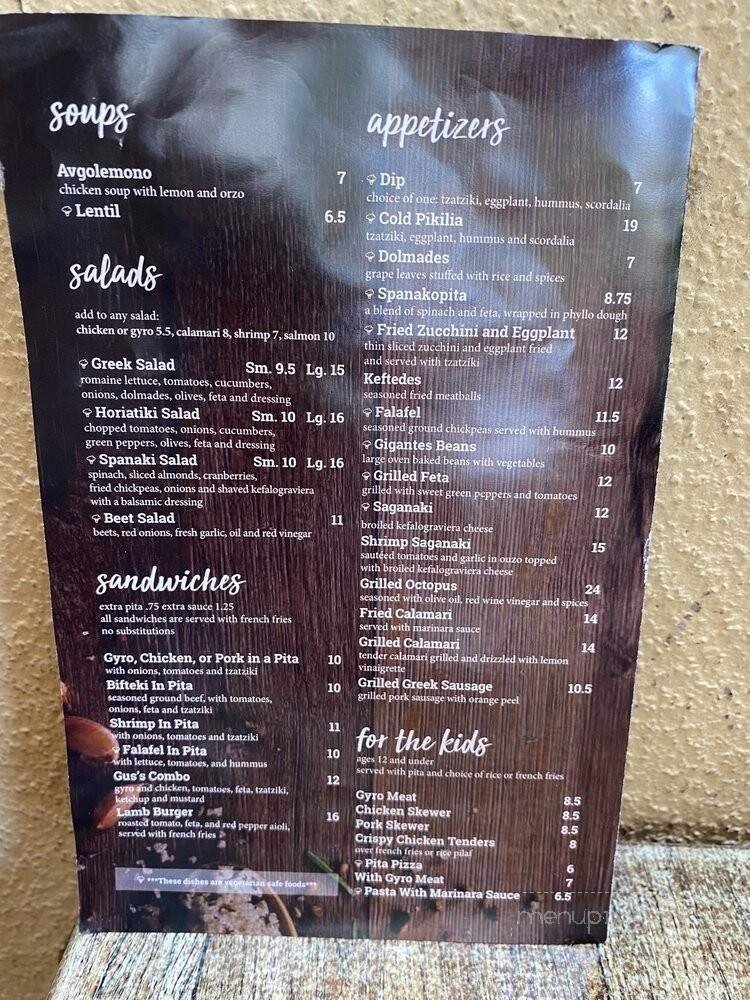 soups
Avgolemono 7
chicken soup with lemon and orzo
Lentil 6.5
salads
add to any salad:
chicken or gyro 5.5, calamari 8, shrimp 7, salmon 10
Greek Salad Sm. 9.5 Lg. 15
romaine lettuce, tomatoes, cucumbers,
onions, dolmades, olives, feta and dressing
Horiatiki Salad Sm. 10 Lg. 16
chopped tomatoes, onions, cucumbers,
green peppers, olives, feta and dressing
Spanaki Salad Sm. 10 Lg. 16
spinach, sliced almonds, cranberries,
fried chickpeas, onions and shaved kefalograviera
with a balsamic dressing
Beet Salad 11
beets, red onions, fresh garlic, oil and red vinegar
sandwiches
extra pita .75 extra sauce 1.25
all sandwiches are served with french fries
no substitutions
Gyro, Chicken, or Pork in a Pita 10
with onions, tomatoes and tzatziki
Bifteki In Pita 10
seasoned ground beef, with tomatoes,
onions, feta and tzatziki
Shrimp In Pita 11
with onions, tomatoes and tzatziki
Falafel In Pita 10
with lettuce, tomatoes, and hummus
Gus's Combo 12
gyro and chicken, tomatoes, feta, tzatziki,
ketchup and mustard
Lamb Burger 16
roasted tomato, feta, and red pepper aioli,
served with french fries
***These dishes are vegetarian safe foods***
appetizers
Dip 7
choice of one: tzatziki, eggplant, hummus, scordalia
Cold Pikilia 19
tzatziki, eggplant, hummus and scordalia
Dolmades 7
grape leaves stuffed with rice and spices
Spanakopita 8.75
a blend of spinach and feta, wrapped in phyllo dough
Fried Zucchini and Eggplant 12
thin sliced zucchini and eggplant fried
and served with tzatziki
Keftedes 12
seasoned fried meatballs
Falafel 11.5
seasoned ground chickpeas served with hummus
Gigantes Beans 10
large oven baked beans with vegetables
Grilled Feta 12
grilled with sweet green peppers and tomatoes
Saganaki 12
broiled kefalograviera cheese
Shrimp Saganaki 15
sautéed tomatoes and garlic in ouzo topped
with broiled kefalograviera cheese
Grilled Octopus 24
seasoned with olive oil, red wine vinegar and spices
Fried Calamari 14
served with marinara sauce
Grilled Calamari 14
tender calamari grilled and drizzled with lemon
vinaigrette
Grilled Greek Sausage 10.5
grilled pork sausage with orange peel
for the kids
ages 12 and under
served with pita and choice of rice or french fries
Gyro Meat 8.5
Chicken Skewer 8.5
Pork Skewer 8.5
Crispy Chicken Tenders 8
over french fries or rice pilaf
Pita Pizza 6
With Gyro Meat 7
Pasta With Marinara Sauce 6.5